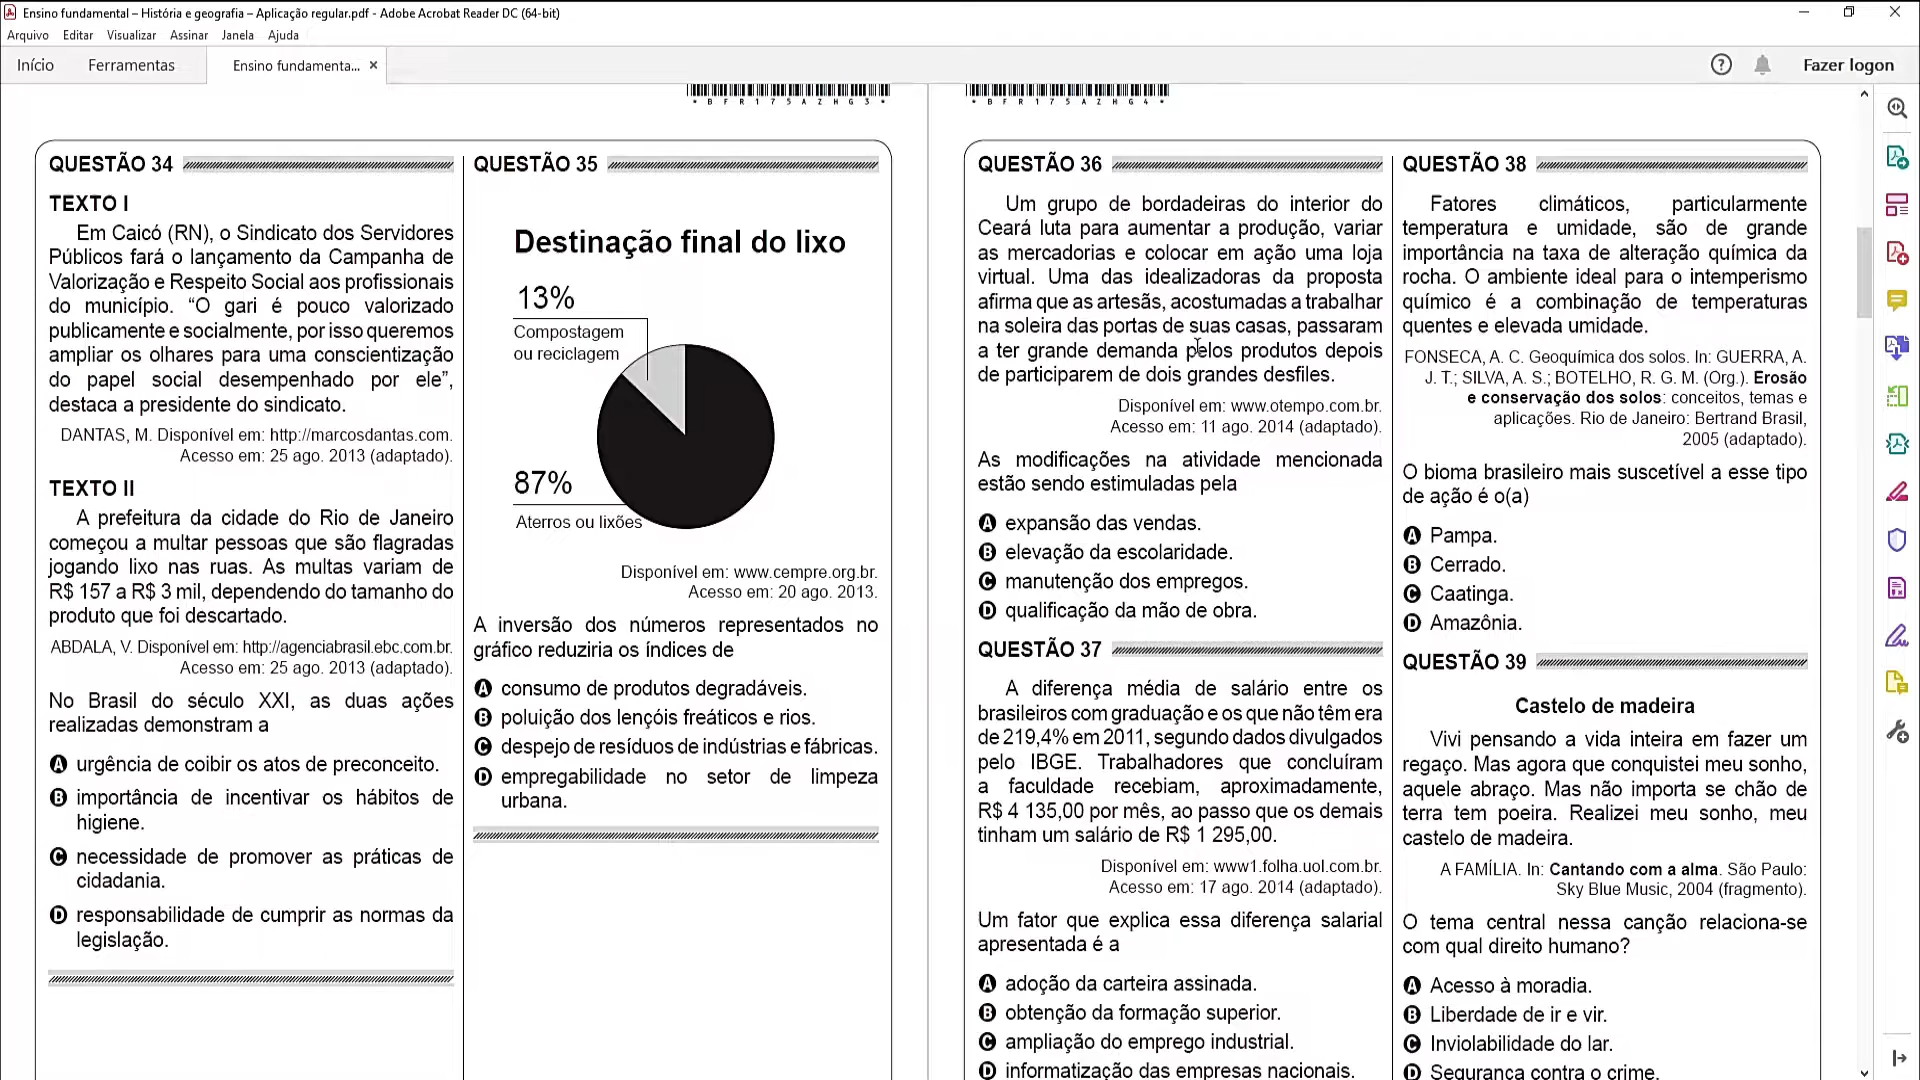 Ensino fundamental – História e geografia – Aplicação regular.pdf - Adobe Acrobat Reader DC (64-bit)
Arquivo Editar Visualizar Assinar Janela Ajuda
Início Ferramentas Ensino fundamenta... × Fazer logon
* B F R 1 7 5 A Z H G 3 *
QUESTÃO 34
TEXTO I
Em Caicó (RN), o Sindicato dos Servidores
Públicos fará o lançamento da Campanha de
Valorização e Respeito Social aos profissionais
do município. “O gari é pouco valorizado
publicamente e socialmente, por isso queremos
ampliar os olhares para uma conscientização
do papel social desempenhado por ele”,
destaca a presidente do sindicato.
DANTAS, M. Disponível em: http://marcosdantas.com.
Acesso em: 25 ago. 2013 (adaptado).
TEXTO II
A prefeitura da cidade do Rio de Janeiro
começou a multar pessoas que são flagradas
jogando lixo nas ruas. As multas variam de
R$ 157 a R$ 3 mil, dependendo do tamanho do
produto que foi descartado.
ABDALA, V. Disponível em: http://agenciabrasil.ebc.com.br.
Acesso em: 25 ago. 2013 (adaptado).
No Brasil do século XXI, as duas ações
realizadas demonstram a
A urgência de coibir os atos de preconceito.
B importância de incentivar os hábitos de
higiene.
C necessidade de promover as práticas de
cidadania.
D responsabilidade de cumprir as normas da
legislação.
QUESTÃO 35
Destinação final do lixo
13%
Compostagem
ou reciclagem
87%
Aterros ou lixões
Disponível em: www.cempre.org.br.
Acesso em: 20 ago. 2013.
A inversão dos números representados no
gráfico reduziria os índices de
A consumo de produtos degradáveis.
B poluição dos lençóis freáticos e rios.
C despejo de resíduos de indústrias e fábricas.
D empregabilidade no setor de limpeza
urbana.
* B F R 1 7 5 A Z H G 4 *
QUESTÃO 36
Um grupo de bordadeiras do interior do
Ceará luta para aumentar a produção, variar
as mercadorias e colocar em ação uma loja
virtual. Uma das idealizadoras da proposta
afirma que as artesãs, acostumadas a trabalhar
na soleira das portas de suas casas, passaram
a ter grande demanda pelos produtos depois
de participarem de dois grandes desfiles.
Disponível em: www.otempo.com.br.
Acesso em: 11 ago. 2014 (adaptado).
As modificações na atividade mencionada
estão sendo estimuladas pela
A expansão das vendas.
B elevação da escolaridade.
C manutenção dos empregos.
D qualificação da mão de obra.
QUESTÃO 37
A diferença média de salário entre os
brasileiros com graduação e os que não têm era
de 219,4% em 2011, segundo dados divulgados
pelo IBGE. Trabalhadores que concluíram
a faculdade recebiam, aproximadamente,
R$ 4 135,00 por mês, ao passo que os demais
tinham um salário de R$ 1 295,00.
Disponível em: www1.folha.uol.com.br.
Acesso em: 17 ago. 2014 (adaptado).
Um fator que explica essa diferença salarial
apresentada é a
A adoção da carteira assinada.
B obtenção da formação superior.
C ampliação do emprego industrial.
D informatização das empresas nacionais.
QUESTÃO 38
Fatores climáticos, particularmente
temperatura e umidade, são de grande
importância na taxa de alteração química da
rocha. O ambiente ideal para o intemperismo
químico é a combinação de temperaturas
quentes e elevada umidade.
FONSECA, A. C. Geoquímica dos solos. In: GUERRA, A.
J. T.; SILVA, A. S.; BOTELHO, R. G. M. (Org.). Erosão
e conservação dos solos: conceitos, temas e
aplicações. Rio de Janeiro: Bertrand Brasil,
2005 (adaptado).
O bioma brasileiro mais suscetível a esse tipo
de ação é o(a)
A Pampa.
B Cerrado.
C Caatinga.
D Amazônia.
QUESTÃO 39
Castelo de madeira
Vivi pensando a vida inteira em fazer um
regaço. Mas agora que conquistei meu sonho,
aquele abraço. Mas não importa se chão de
terra tem poeira. Realizei meu sonho, meu
castelo de madeira.
A FAMÍLIA. In: Cantando com a alma. São Paulo:
Sky Blue Music, 2004 (fragmento).
O tema central nessa canção relaciona-se
com qual direito humano?
A Acesso à moradia.
B Liberdade de ir e vir.
C Inviolabilidade do lar.
D Segurança contra o crime.